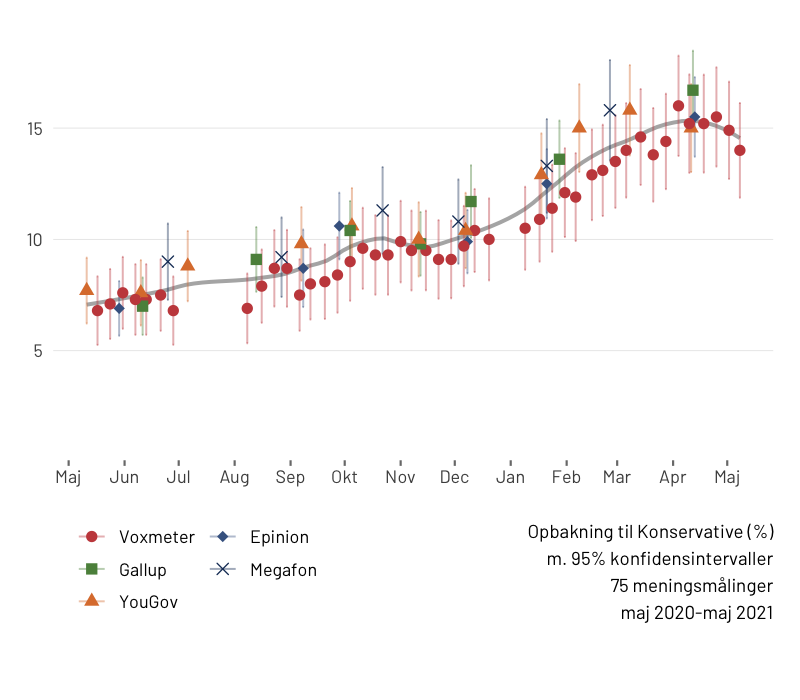 15
10
5
Maj Jun Jul Aug Sep Okt Nov Dec Jan Feb Mar Apr Maj
Voxmeter
Epinion
Gallup
Megafon
YouGov
Opbakning til Konservative (%)
m. 95% konfidensintervaller
75 meningsmålinger
maj 2020-maj 2021